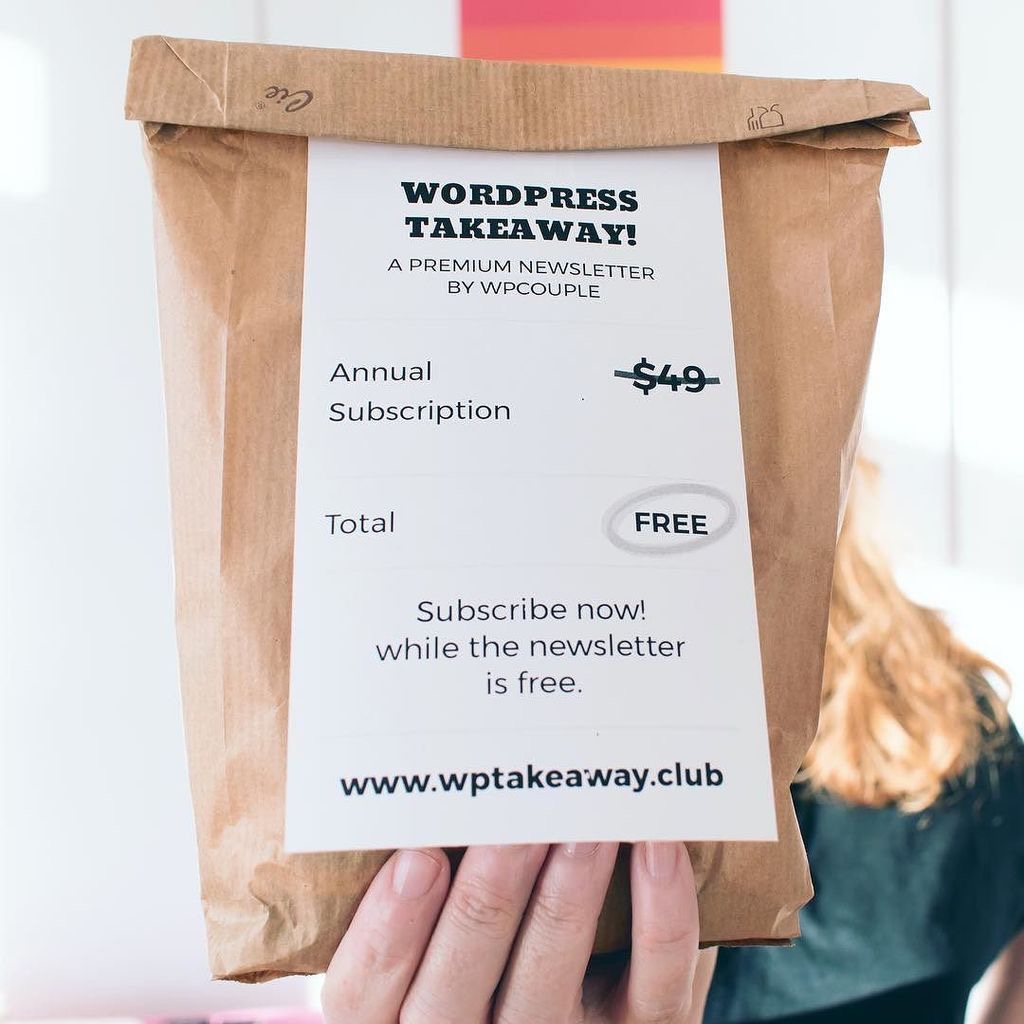 Cie®
WORDPRESS
TAKEAWAY!
A PREMIUM NEWSLETTER
BY WPCOUPLE
Annual $49
Subscription
Total FREE
Subscribe now!
while the newsletter
is free.
www.wptakeaway.club